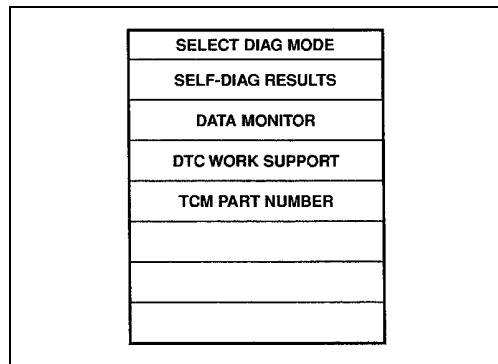 SELECT DIAG MODE
SELF-DIAG RESULTS
DATA MONITOR
DTC WORK SUPPORT
TCM PART NUMBER